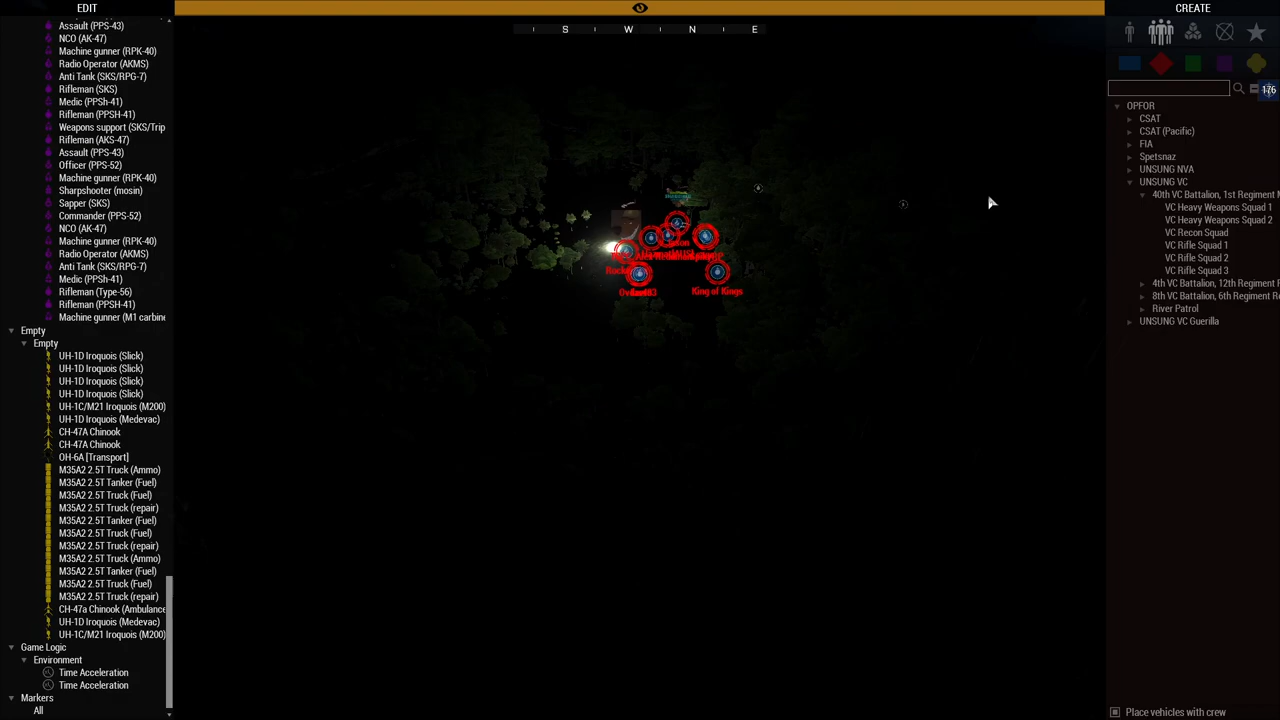 EDIT
Assault (PPS-43)
NCO (AK-47)
Machine gunner (RPK-40)
Radio Operator (AKMS)
Anti Tank (SKS/RPG-7)
Rifleman (SKS)
Medic (PPSh-41)
Rifleman (PPSH-41)
Weapons support (SKS/Trip
Rifleman (AKS-47)
Assault (PPS-43)
Officer (PPS-52)
Machine gunner (RPK-40)
Sharpshooter (mosin)
Sapper (SKS)
Commander (PPS-52)
NCO (AK-47)
Machine gunner (RPK-40)
Radio Operator (AKMS)
Anti Tank (SKS/RPG-7)
Medic (PPSh-41)
Rifleman (Type-56)
Rifleman (PPSH-41)
Machine gunner (M1 carbine
Empty
Empty
UH-1D Iroquois (Slick)
UH-1D Iroquois (Slick)
UH-1D Iroquois (Slick)
UH-1D Iroquois (Slick)
UH-1C/M21 Iroquois (M200)
UH-1D Iroquois (Medevac)
CH-47A Chinook
CH-47A Chinook
OH-6A [Transport]
M35A2 2.5T Truck (Ammo)
M35A2 2.5T Tanker (Fuel)
M35A2 2.5T Truck (Fuel)
M35A2 2.5T Truck (repair)
M35A2 2.5T Tanker (Fuel)
M35A2 2.5T Truck (Fuel)
M35A2 2.5T Truck (repair)
M35A2 2.5T Truck (Ammo)
M35A2 2.5T Tanker (Fuel)
M35A2 2.5T Truck (Fuel)
M35A2 2.5T Truck (repair)
CH-47a Chinook (Ambulance
UH-1D Iroquois (Medevac)
UH-1C/M21 Iroquois (M200)
Game Logic
Environment
Time Acceleration
Time Acceleration
Markers
All
S W N E
King of Kings
CREATE
176
OPFOR
CSAT
CSAT (Pacific)
FIA
Spetsnaz
UNSUNG NVA
UNSUNG VC
40th VC Battalion, 1st Regiment M
VC Heavy Weapons Squad 1
VC Heavy Weapons Squad 2
VC Recon Squad
VC Rifle Squad 1
VC Rifle Squad 2
VC Rifle Squad 3
4th VC Battalion, 12th Regiment R
8th VC Battalion, 6th Regiment Re
River Patrol
UNSUNG VC Guerilla
Place vehicles with crew